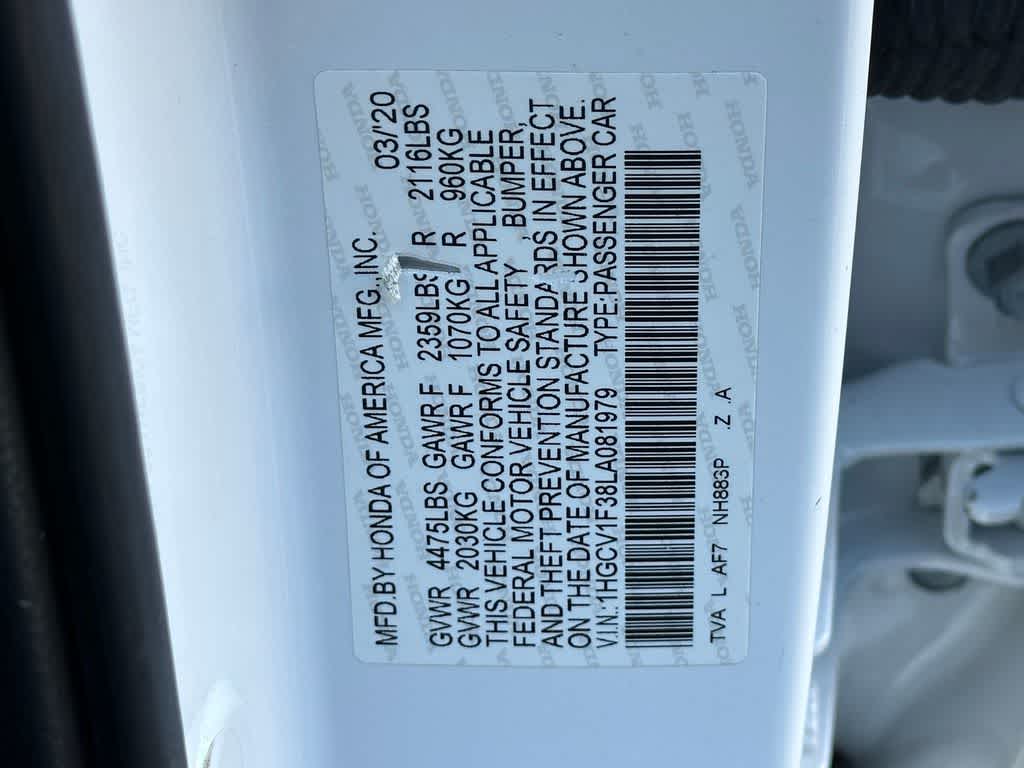 MFD.BY HONDA OF AMERICA MFG.,INC. 03/'20
GVWR 4475LBS GAWR F 2359LBS R 2116LBS
GVWR 2030KG GAWR F 1070KG R 960KG
THIS VEHICLE CONFORMS TO ALL APPLICABLE
FEDERAL MOTOR VEHICLE SAFETY, BUMPER,
AND THEFT PREVENTION STANDARDS IN EFFECT
ON THE DATE OF MANUFACTURE SHOWN ABOVE.
V.I.N.:1HGCV1F38LA081979 TYPE:PASSENGER CAR
TVA L AF7 NH883P .Z .A